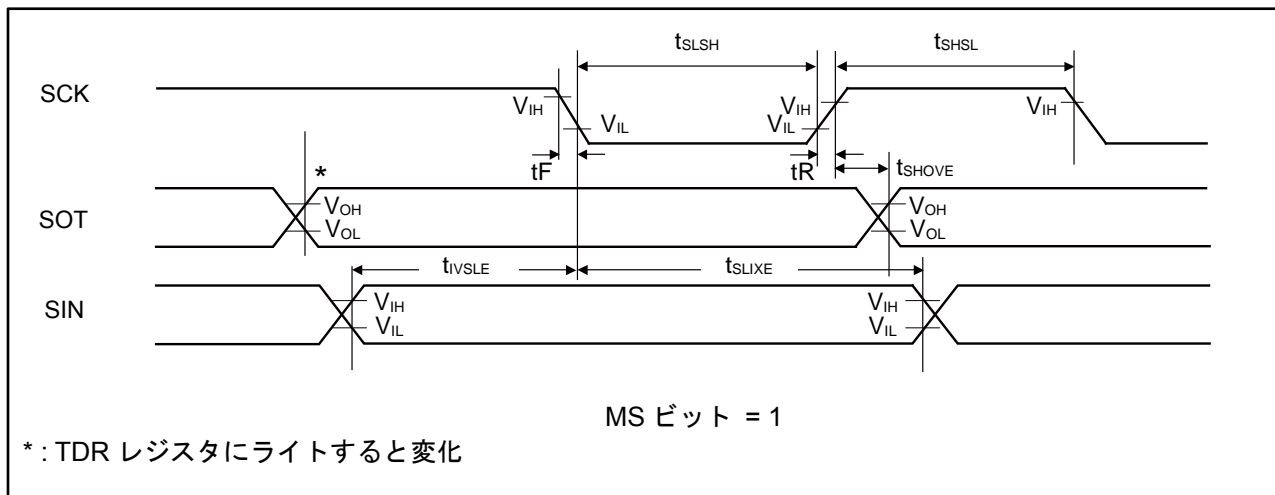 tSLSH
tSHSL
SCK
VIH
VIL
VIH
VIL
VIH
tF
tR
tSHOVE
*
SOT
VOH
VOL
VOH
VOL
tIVSLE
tSLIXE
SIN
VIH
VIL
VIH
VIL
MS ビット = 1
* : TDR レジスタにライトすると変化